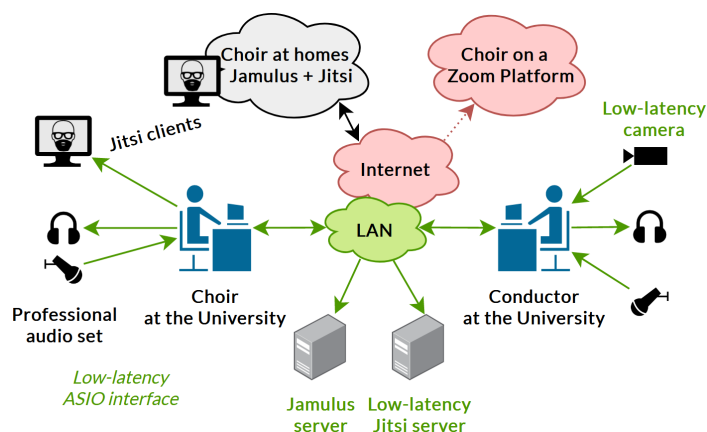 Choir at homes
Jamulus + Jitsi
Choir on a
Zoom Platform
Jitsi clients
Low-latency
camera
Internet
LAN
Professional
audio set
Choir
at the University
Conductor
at the University
Low-latency
ASIO interface
Jamulus
server
Low-latency
Jitsi server